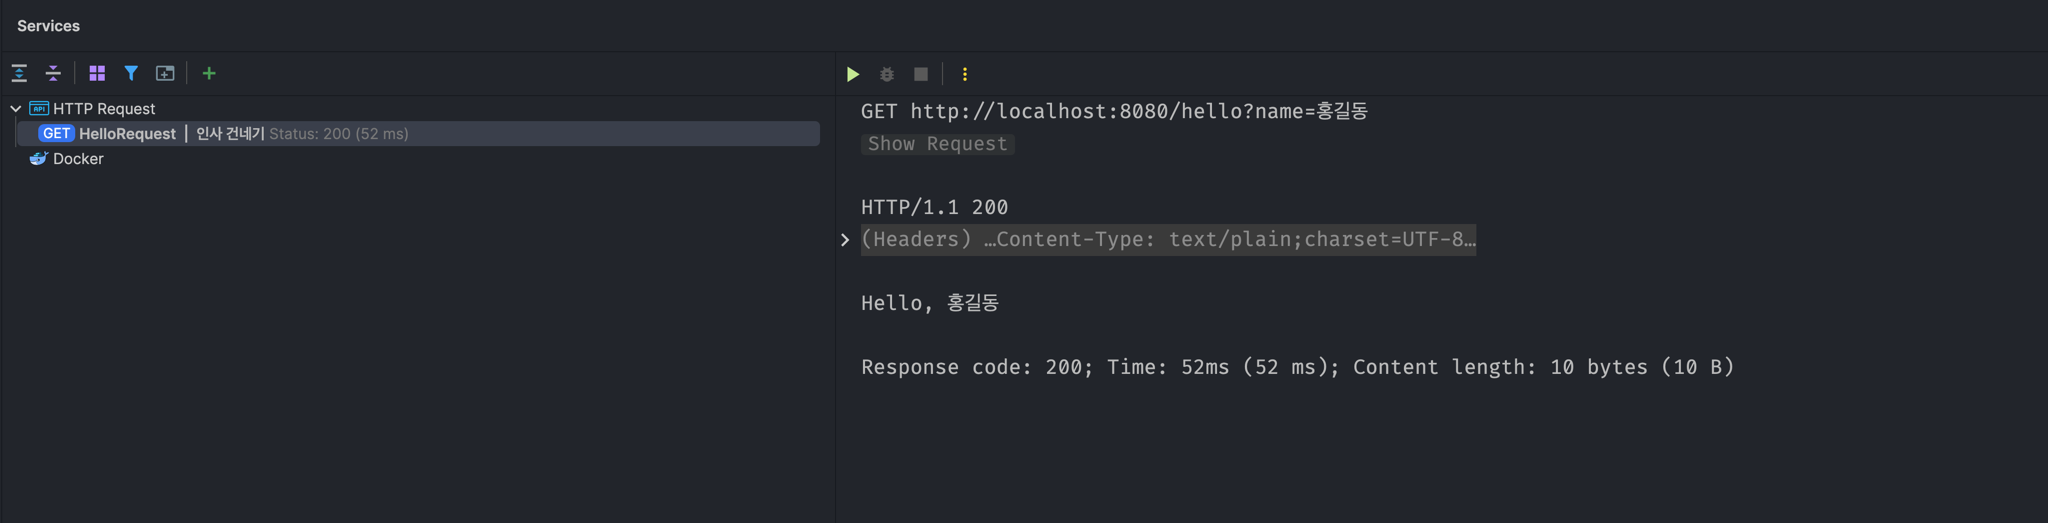 Services
HTTP Request
GET HelloRequest | 인사 건네기 Status: 200 (52 ms)
Docker
GET http://localhost:8080/hello?name=홍길동
Show Request
HTTP/1.1 200
(Headers) …Content-Type: text/plain;charset=UTF-8…
Hello, 홍길동
Response code: 200; Time: 52ms (52 ms); Content length: 10 bytes (10 B)